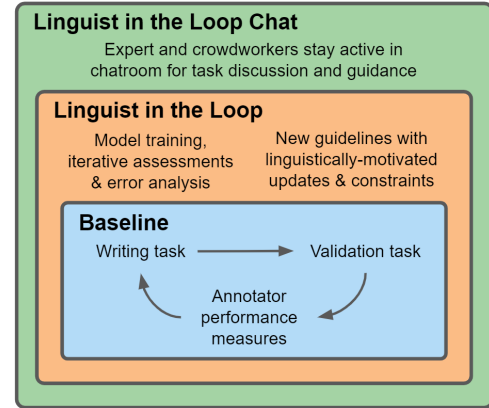 Linguist in the Loop Chat
Expert and crowdworkers stay active in
chatroom for task discussion and guidance
Linguist in the Loop
Model training,
iterative assessments
& error analysis
New guidelines with
linguistically-motivated
updates & constraints
Baseline
Writing task
Validation task
Annotator
performance
measures